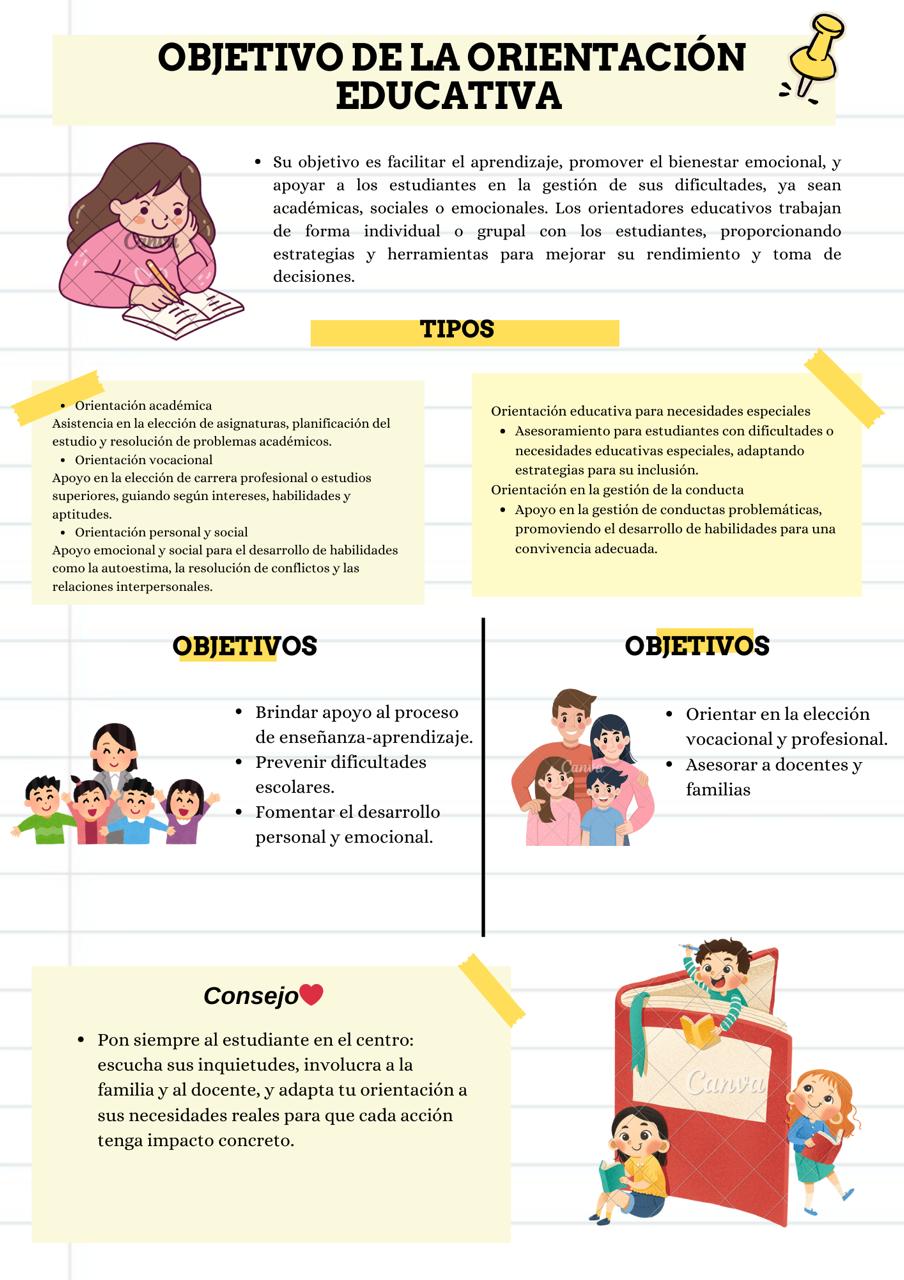 OBJETIVO DE LA ORIENTACIÓN
EDUCATIVA
• Su objetivo es facilitar el aprendizaje, promover el bienestar emocional, y
apoyar a los estudiantes en la gestión de sus dificultades, ya sean
académicas, sociales o emocionales. Los orientadores educativos trabajan
de forma individual o grupal con los estudiantes, proporcionando
estrategias y herramientas para mejorar su rendimiento y toma de
decisiones.
Canva
TIPOS
• Orientación académica
Asistencia en la elección de asignaturas, planificación del
estudio y resolución de problemas académicos.
• Orientación vocacional
Apoyo en la elección de carrera profesional o estudios
superiores, guiando según intereses, habilidades y
aptitudes.
• Orientación personal y social
Apoyo emocional y social para el desarrollo de habilidades
como la autoestima, la resolución de conflictos y las
relaciones interpersonales.
Orientación educativa para necesidades especiales
• Asesoramiento para estudiantes con dificultades o
necesidades educativas especiales, adaptando
estrategias para su inclusión.
Orientación en la gestión de la conducta
• Apoyo en la gestión de conductas problemáticas,
promoviendo el desarrollo de habilidades para una
convivencia adecuada.
OBJETIVOS
• Brindar apoyo al proceso
de enseñanza-aprendizaje.
• Prevenir dificultades
escolares.
• Fomentar el desarrollo
personal y emocional.
OBJETIVOS
• Orientar en la elección
vocacional y profesional.
• Asesorar a docentes y
familias
Canva
Consejo❤
• Pon siempre al estudiante en el centro:
escucha sus inquietudes, involucra a la
familia y al docente, y adapta tu orientación a
sus necesidades reales para que cada acción
tenga impacto concreto.
Canva